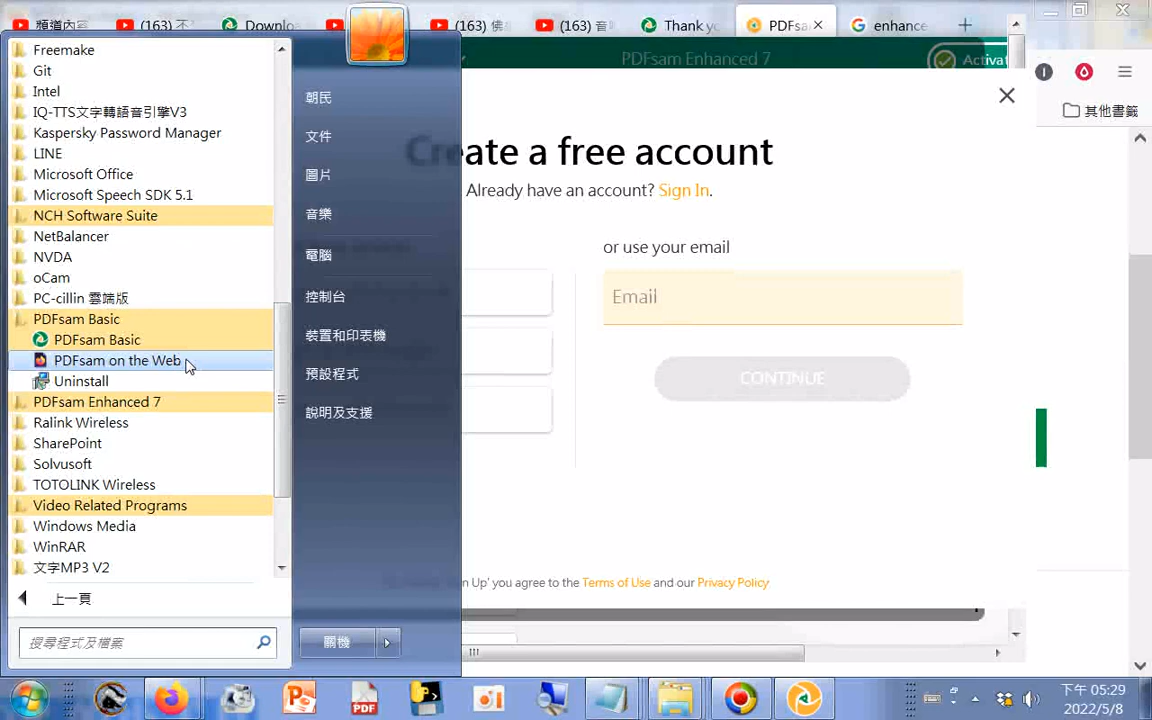 頻道內容
(163) 不
Downlo
(163) 佛
(163) 音
Thank yo
PDFsam
enhance
其他書籤
PDFsam Enhanced 7
Activat
Create a free account
Already have an account? Sign In.
or use your email
Email
CONTINUE
Up' you agree to the Terms of Use and our Privacy Policy
Freemake
Git
Intel
IQ-TTS文字轉語音引擎V3
Kaspersky Password Manager
LINE
Microsoft Office
Microsoft Speech SDK 5.1
NCH Software Suite
NetBalancer
NVDA
oCam
PC-cillin 雲端版
PDFsam Basic
PDFsam Basic
PDFsam on the Web
Uninstall
PDFsam Enhanced 7
Ralink Wireless
SharePoint
Solvusoft
TOTOLINK Wireless
Video Related Programs
Windows Media
WinRAR
文字MP3 V2
上一頁
搜尋程式及檔案
朝民
文件
圖片
音樂
電腦
控制台
裝置和印表機
預設程式
說明及支援
關機
PDF
下午 05:29
2022/5/8